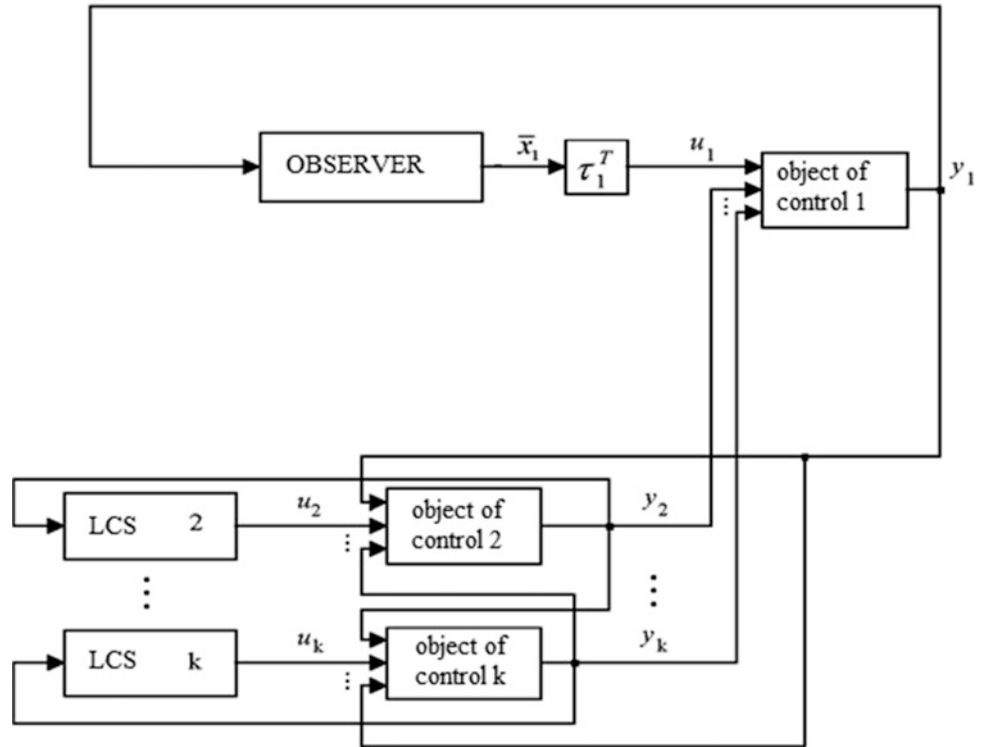 OBSERVER
x̄₁
τ₁ᵀ
u₁
object of
control 1
y₁
⋮
LCS 2
u₂
object of
control 2
y₂
⋮
⋮
⋮
LCS k
uₖ
object of
control k
yₖ
⋮